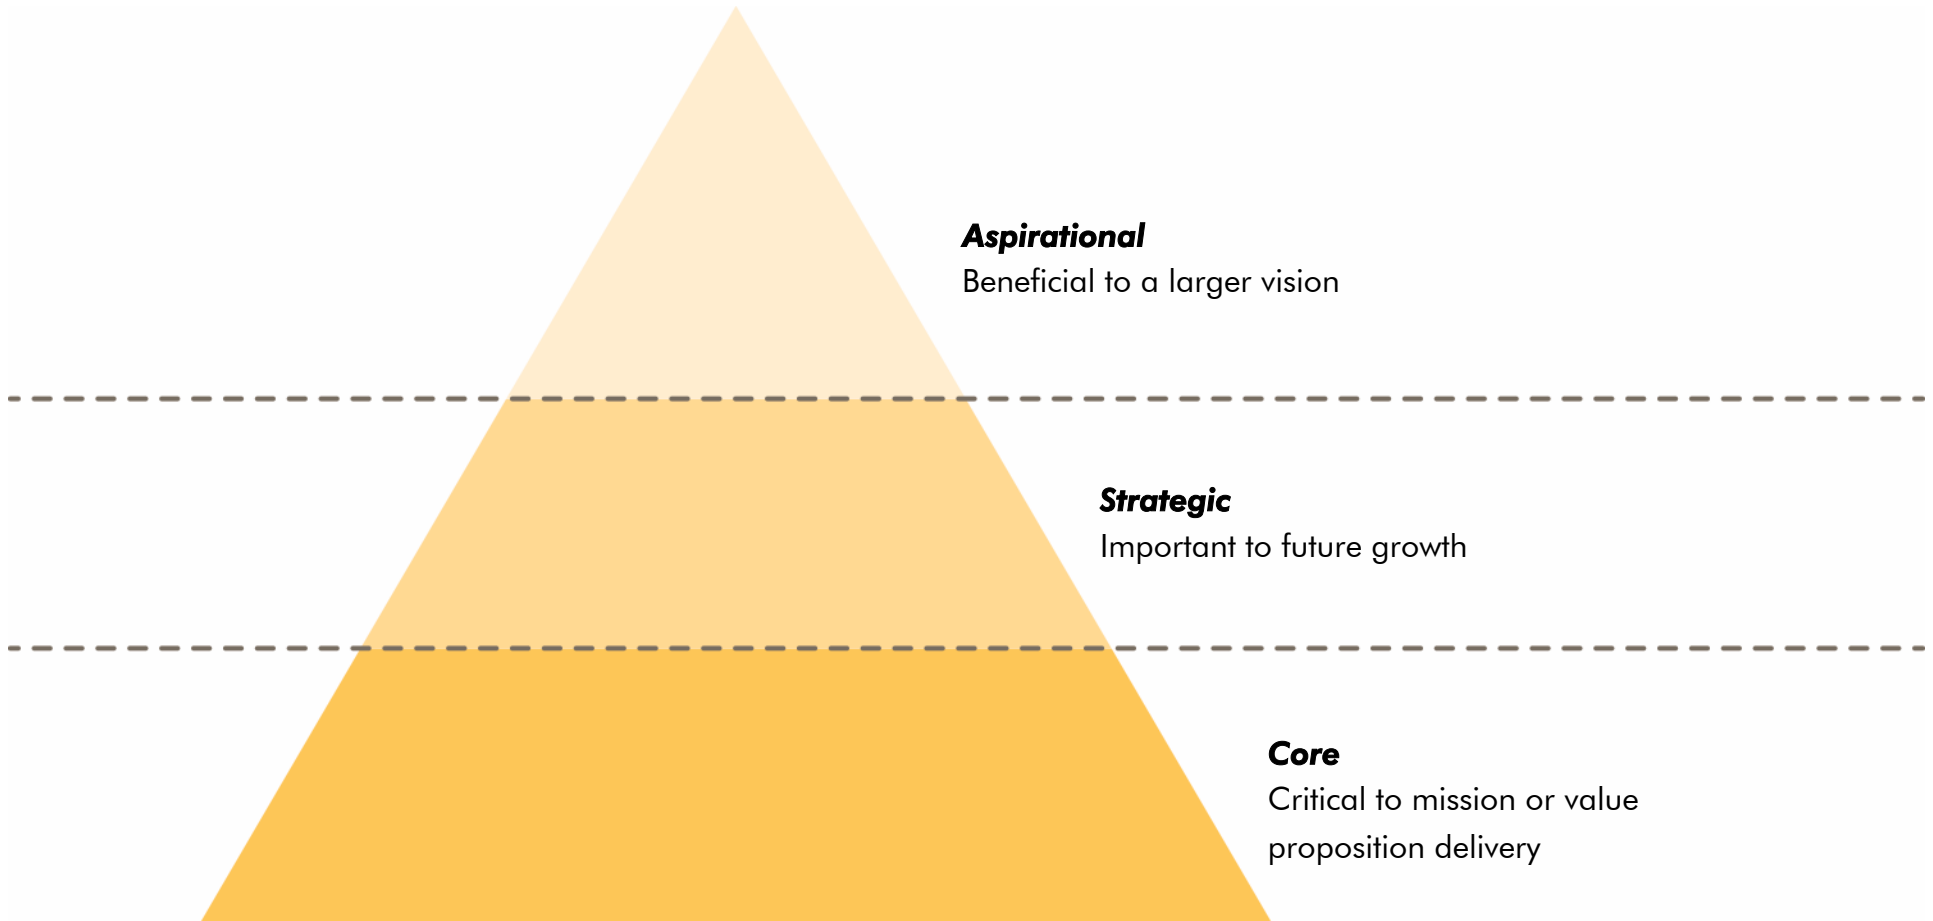 Aspirational
Beneficial to a larger vision
Strategic
Important to future growth
Core
Critical to mission or value
proposition delivery